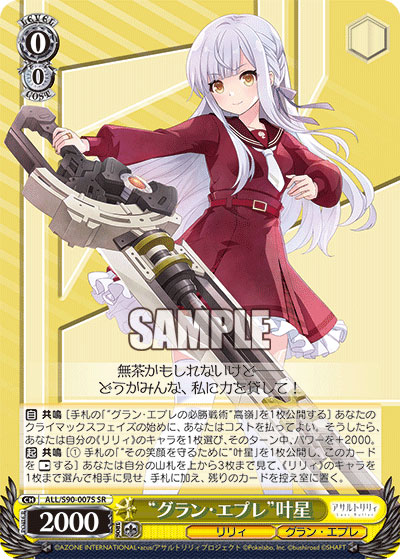 LEVEL
0
0
COST
SAMPLE
無茶かもしれないけど――
どうかみんな、私に力を貸して！
自 共鳴 ［手札の「“グラン・エプレの必勝戦術”高嶺」を1枚公開する］ あなたの
クライマックスフェイズの始めに、あなたはコストを払ってよい。そうしたら、
あなたは自分の《リリィ》のキャラを1枚選び、そのターン中、パワーを＋2000。
起 共鳴 ［① 手札の「“その笑顔を守るために”叶星」を1枚公開し、
］ あなたは自分の山札を上から3枚まで見て、《リリィ》のキャラを
1枚まで選んで相手に見せ、手札に加え、残りのカードを控え室に置く。
CH
ALL/S90-007S SR
POWER
2000
“グラン・エプレ”叶星
リリィ
グラン・エプレ
アサルトリリィ
©AZONE INTERNATIONAL・acus/アサルトリリィプロジェクト ©Pokelabo, ©bushiroad ©SHAFT